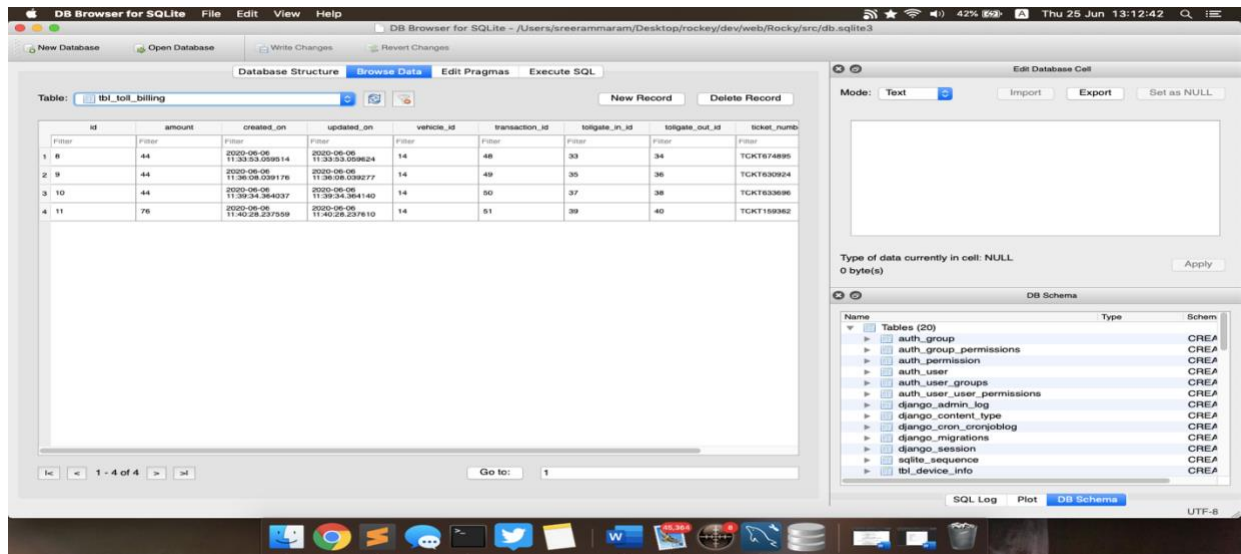 DB Browser for SQLite File Edit View Help 42% A Thu 25 Jun 13:12:42
DB Browser for SQLite - /Users/sreerammaram/Desktop/rockey/dev/web/Rocky/src/db.sqlite3
New Database Open Database Write Changes Revert Changes
Database Structure Browse Data Edit Pragmas Execute SQL
Table: tbl_toll_billing New Record Delete Record
id amount created_on updated_on vehicle_id transaction_id tollgate_in_id tollgate_out_id ticket_numb
Filter Filter Filter Filter Filter Filter Filter Filter Filter
1 8 44 2020-06-06 11:33:53.059514 2020-06-06 11:33:53.059624 14 48 33 34 TCKT674895
2 9 44 2020-06-06 11:36:08.039176 2020-06-06 11:36:08.039277 14 49 35 36 TCKT630924
3 10 44 2020-06-06 11:39:34.364037 2020-06-06 11:39:34.364140 14 50 37 38 TCKT633696
4 11 76 2020-06-06 11:40:28.237559 2020-06-06 11:40:28.237610 14 51 39 40 TCKT159362
1 - 4 of 4 Go to: 1
Edit Database Cell
Mode: Text Import Export Set as NULL
Type of data currently in cell: NULL
0 byte(s)
Apply
DB Schema
Name Type Schem
Tables (20)
auth_group CREA
auth_group_permissions CREA
auth_permission CREA
auth_user CREA
auth_user_groups CREA
auth_user_user_permissions CREA
django_admin_log CREA
django_content_type CREA
django_cron_cronjoblog CREA
django_migrations CREA
django_session CREA
sqlite_sequence CREA
tbl_device_info CREA
SQL Log Plot DB Schema
UTF-8
W 48,364